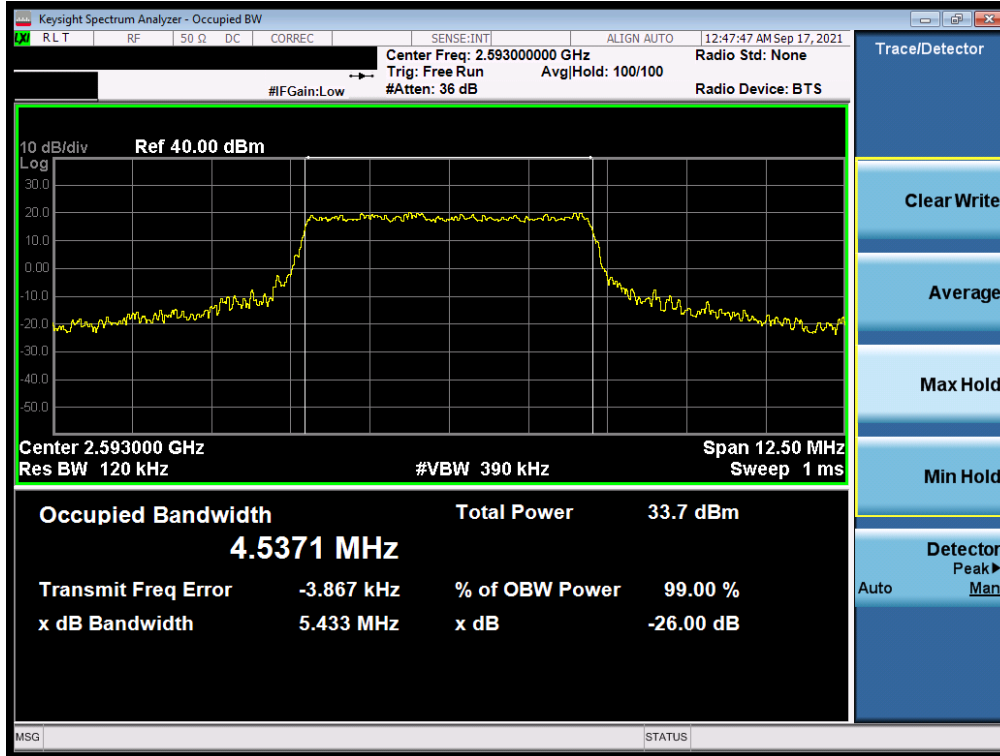 Keysight Spectrum Analyzer - Occupied BW
LXI RLT RF 50 Ω DC CORREC SENSE:INT ALIGN AUTO 12:47:47 AM Sep 17, 2021
Center Freq: 2.593000000 GHz Radio Std: None
Trig: Free Run Avg|Hold: 100/100
#IFGain:Low #Atten: 36 dB Radio Device: BTS
10 dB/div Ref 40.00 dBm
Log
30.0
20.0
10.0
0.00
-10.0
-20.0
-30.0
-40.0
-50.0
Center 2.593000 GHz Span 12.50 MHz
Res BW 120 kHz #VBW 390 kHz Sweep 1 ms
Occupied Bandwidth Total Power 33.7 dBm
4.5371 MHz
Transmit Freq Error -3.867 kHz % of OBW Power 99.00 %
x dB Bandwidth 5.433 MHz x dB -26.00 dB
MSG STATUS
Trace/Detector
Clear Write
Average
Max Hold
Min Hold
Detector
Peak▶
Auto Man